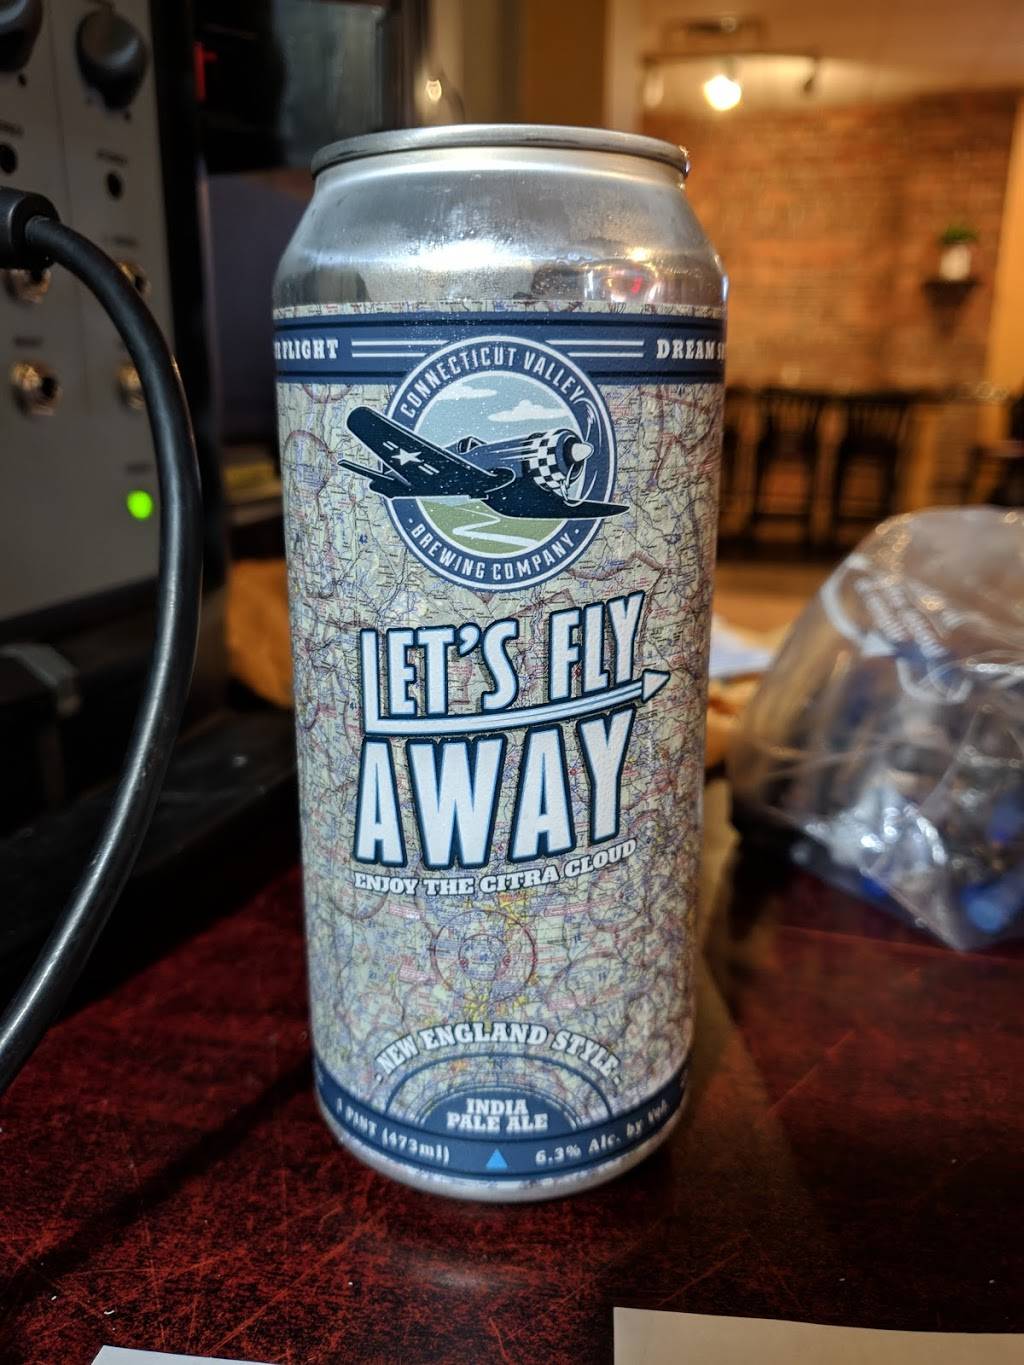 FLIGHT
DREAM
CONNECTICUT VALLEY
· BREWING COMPANY ·
LET'S FLY
AWAY
ENJOY THE CITRA CLOUD
· NEW ENGLAND STYLE ·
INDIA
PALE ALE
1 PINT (473ml)
6.3% Alc. by